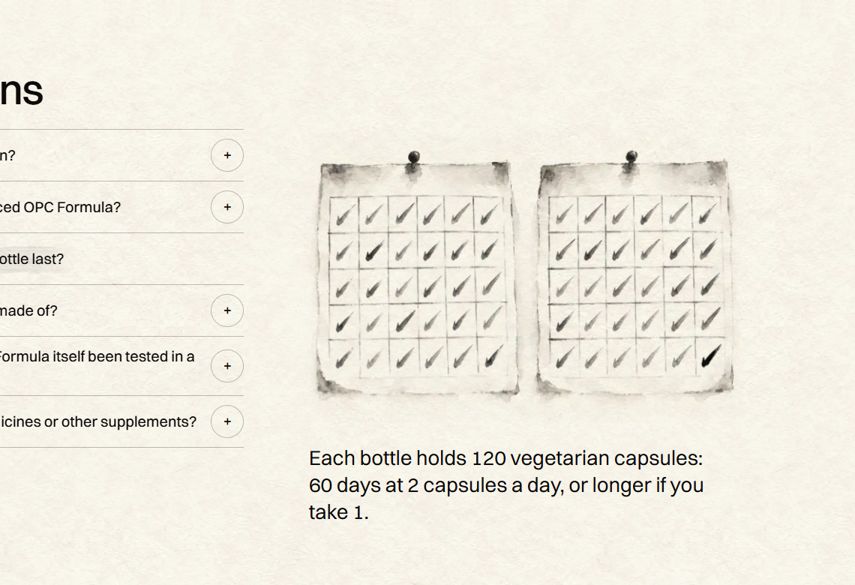 ns
n?
ced OPC Formula?
ottle last?
made of?
Formula itself been tested in a
icines or other supplements?
Each bottle holds 120 vegetarian capsules:
60 days at 2 capsules a day, or longer if you
take 1.